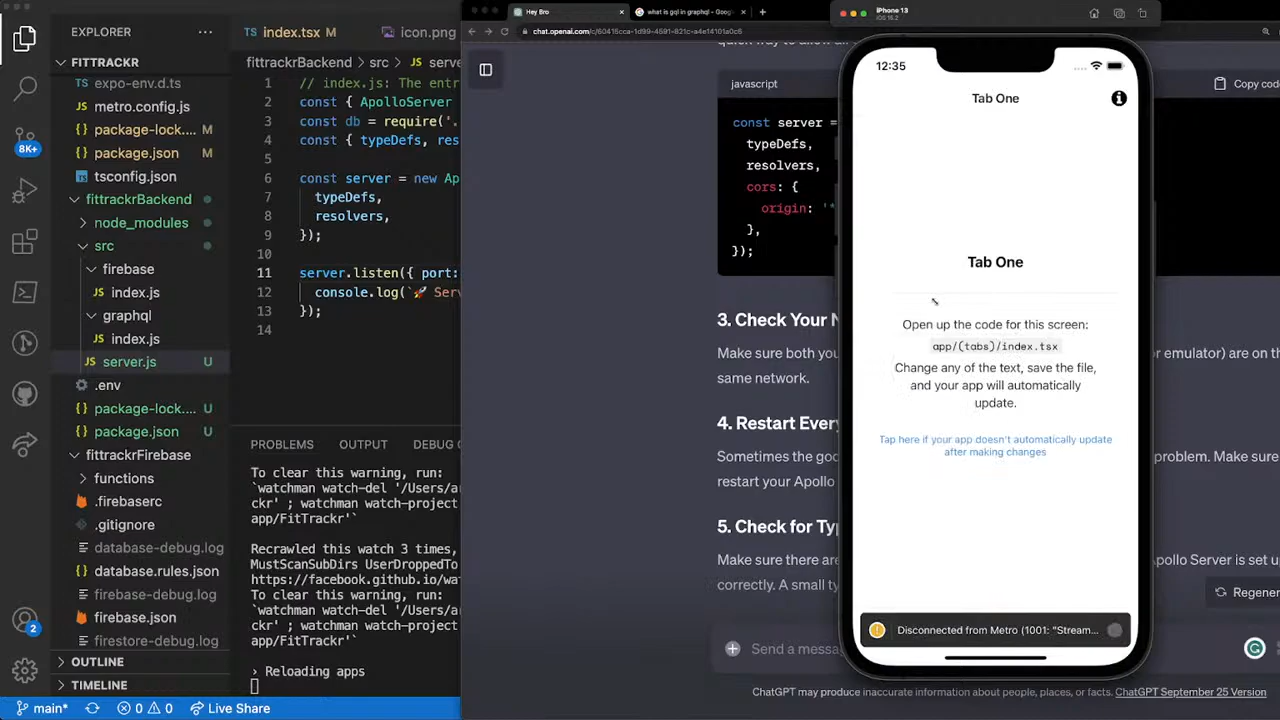 EXPLORER
FITTRACKR
expo-env.d.ts
metro.config.js
package-lock.... M
package.json M
tsconfig.json
fittrackrBackend
node_modules
src
firebase
index.js
graphql
index.js
JS server.js U
.env
package-lock.... U
package.json U
fittrackrFirebase
functions
.firebaserc
.gitignore
database-debug.log
database.rules.json
firebase-debug.log
firebase.json
firestore-debug.log
OUTLINE
TIMELINE
main*
0 0
Live Share
2
index.tsx M
icon.png
fittrackrBackend > src > serve
1 // index.js: The entr
2 const { ApolloServer
3 const db = require('.
4 const { typeDefs, res
5
6 const server = new Ap
7 typeDefs,
8 resolvers,
9 });
10
11 server.listen({ port:
12 console.log(`🚀 Serv
13 });
14
PROBLEMS OUTPUT DEBUG CO
To clear this warning, run:
`watchman watch-del '/Users/ar
ckr' ; watchman watch-project
app/FitTrackr'`
Recrawled this watch 3 times,
MustScanSubDirs UserDroppedTo
https://facebook.github.io/wat
To clear this warning, run:
`watchman watch-del '/Users/ar
ckr' ; watchman watch-project
app/FitTrackr'`
› Reloading apps
Hey Bro
what is gql in graphql - Goog
javascript
Copy code
const server =
typeDefs,
resolvers,
cors: {
origin: '*
},
});
3. Check Your N
Make sure both you
or emulator) are on t
same network.
4. Restart Every
Sometimes the goo
problem. Make sure
restart your Apollo
5. Check for Typ
Make sure there are
Apollo Server is set up
correctly. A small ty
Regener
Send a messa
ChatGPT may produce inaccurate information about people, places, or facts. ChatGPT September 25 Version
iPhone 13
iOS 16.2
12:35
Tab One
Tab One
Open up the code for this screen:
app/(tabs)/index.tsx
Change any of the text, save the file,
and your app will automatically
update.
Tap here if your app doesn't automatically update
after making changes
Disconnected from Metro (1001: "Stream...